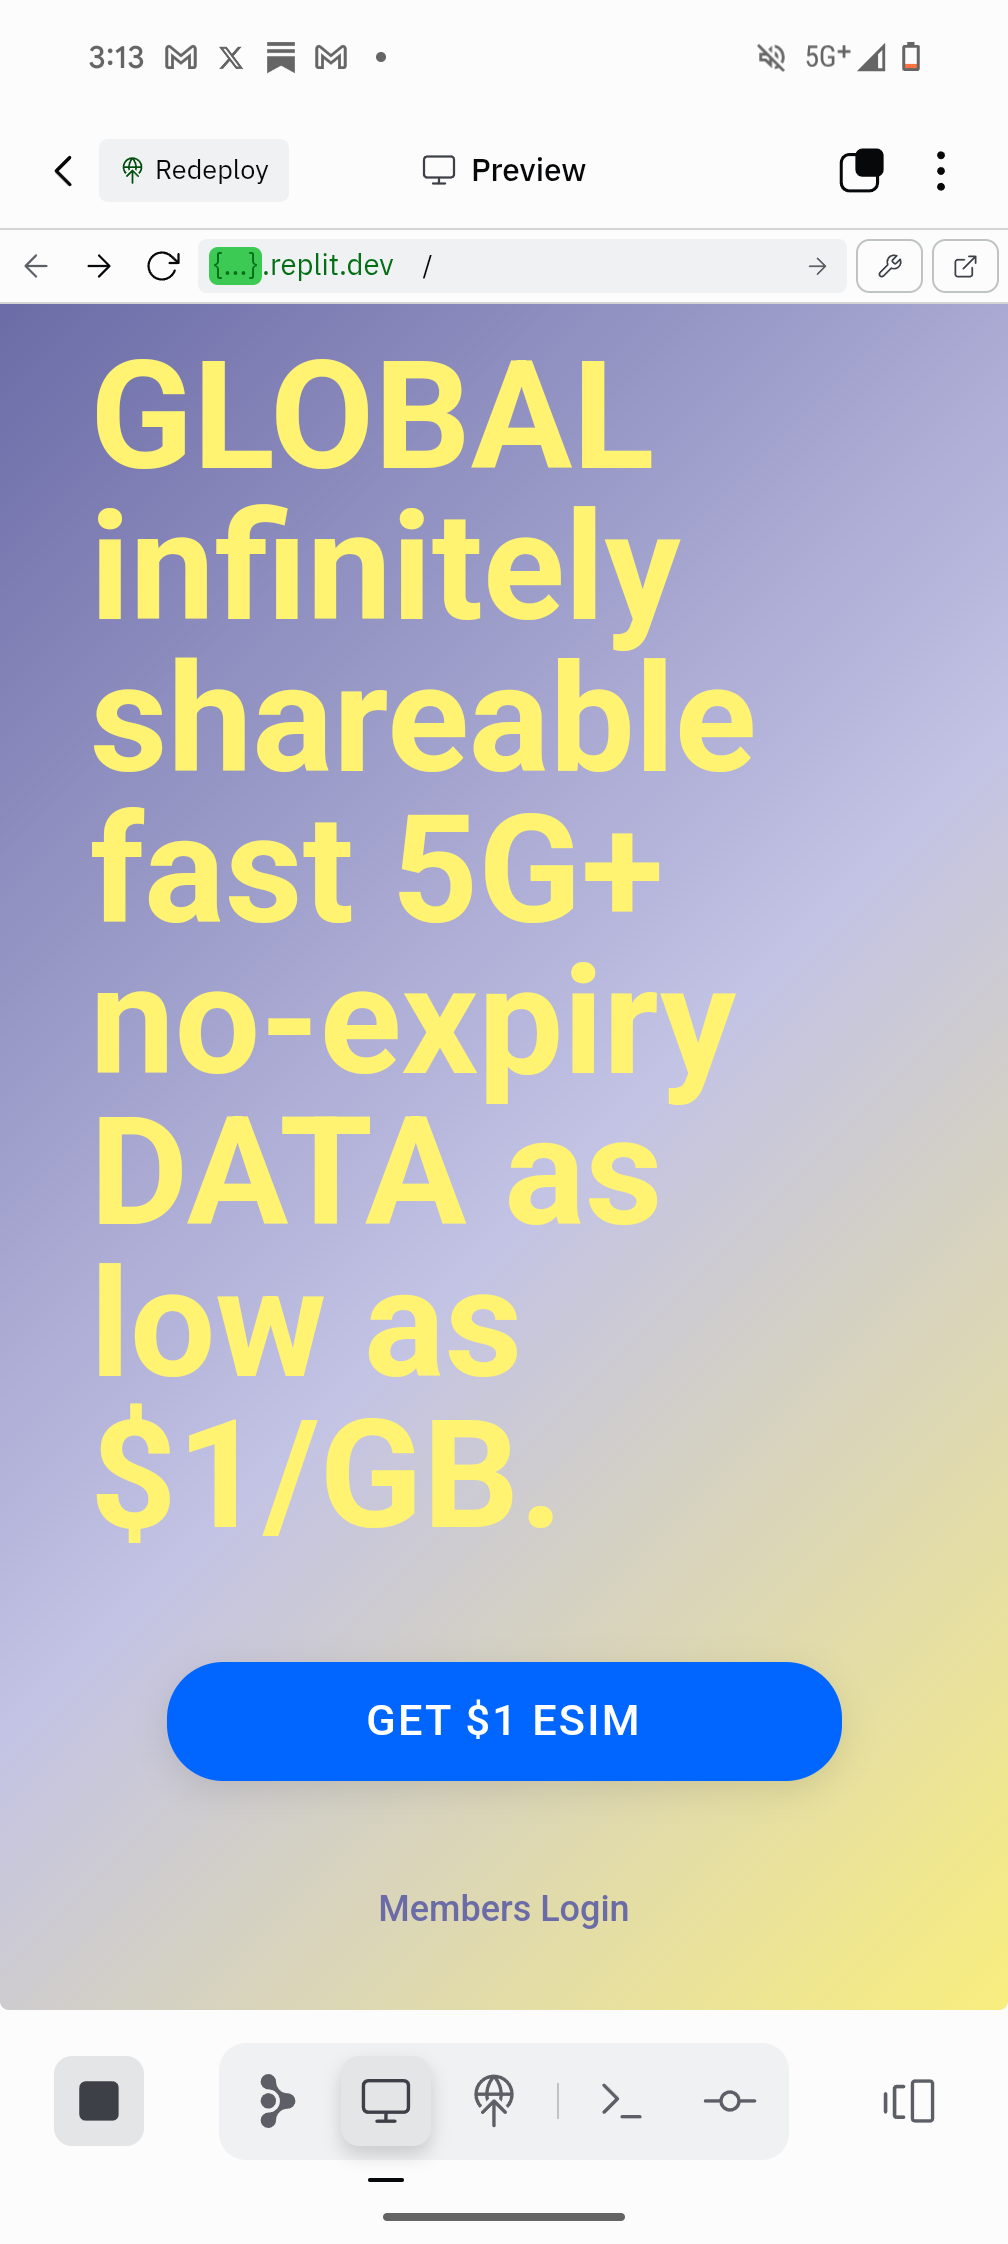 3:13
5G+
Redeploy
Preview
{...}.replit.dev /
GLOBAL
infinitely
shareable
fast 5G+
no-expiry
DATA as
low as
$1/GB.
GET $1 ESIM
Members Login